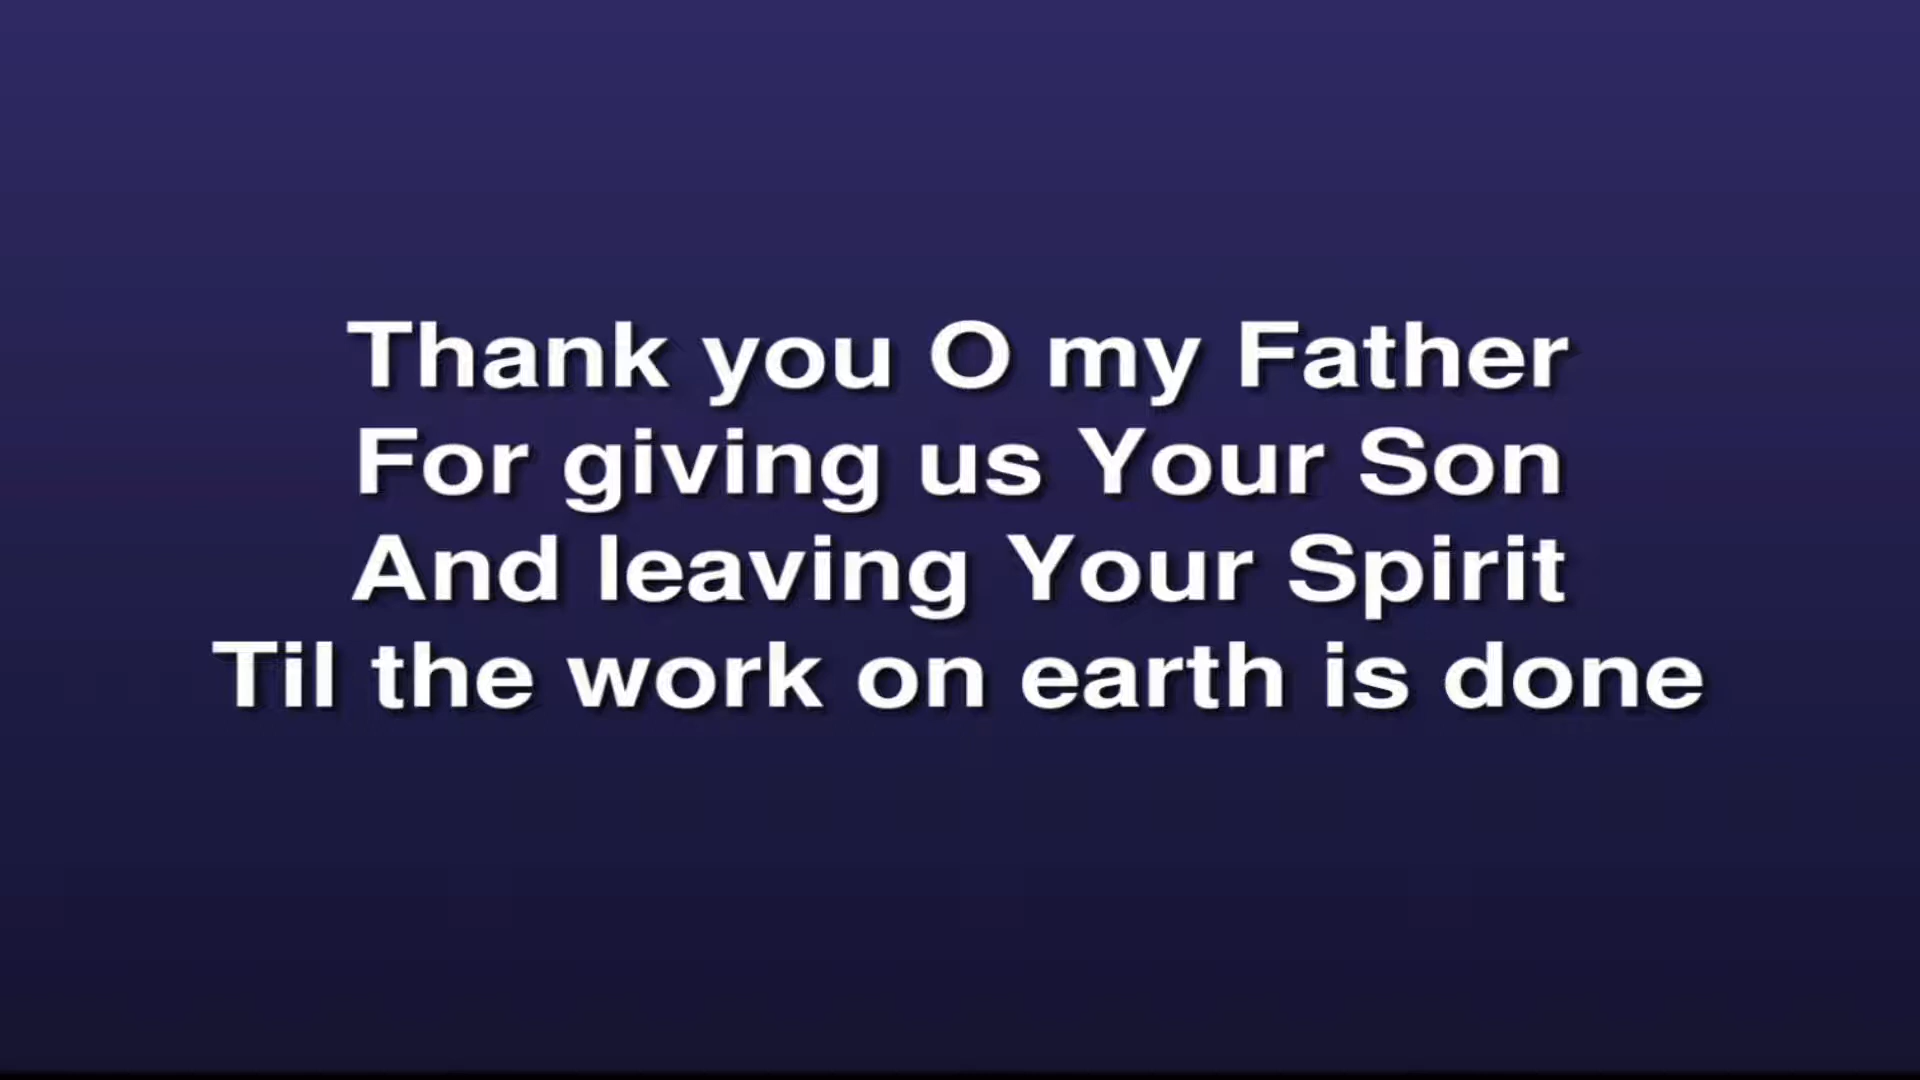 Thank you O my Father
For giving us Your Son
And leaving Your Spirit
Til the work on earth is done